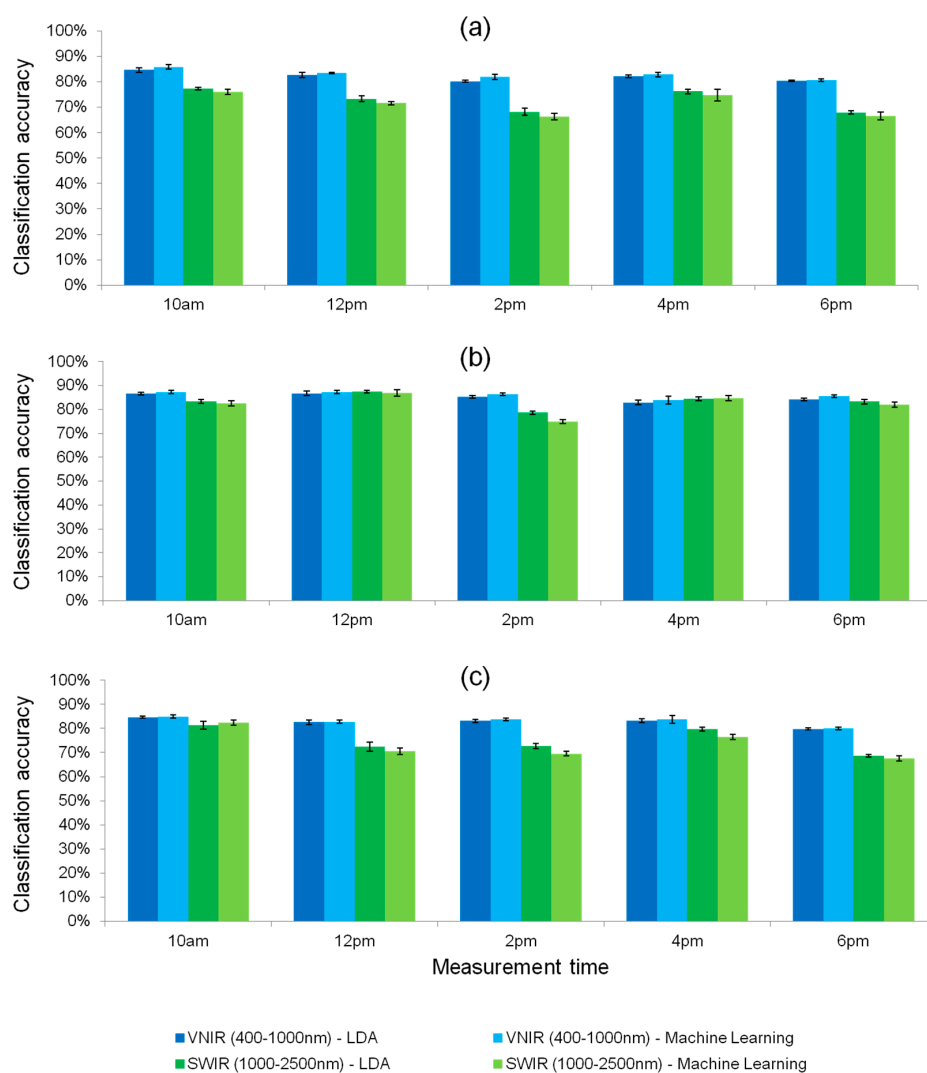 (a)
Classification accuracy
100%
90%
80%
70%
60%
50%
40%
30%
20%
10%
0%
10am 12pm 2pm 4pm 6pm
(b)
Classification accuracy
100%
90%
80%
70%
60%
50%
40%
30%
20%
10%
0%
10am 12pm 2pm 4pm 6pm
(c)
Classification accuracy
100%
90%
80%
70%
60%
50%
40%
30%
20%
10%
0%
10am 12pm 2pm 4pm 6pm
Measurement time
VNIR (400-1000nm) - LDA VNIR (400-1000nm) - Machine Learning
SWIR (1000-2500nm) - LDA SWIR (1000-2500nm) - Machine Learning